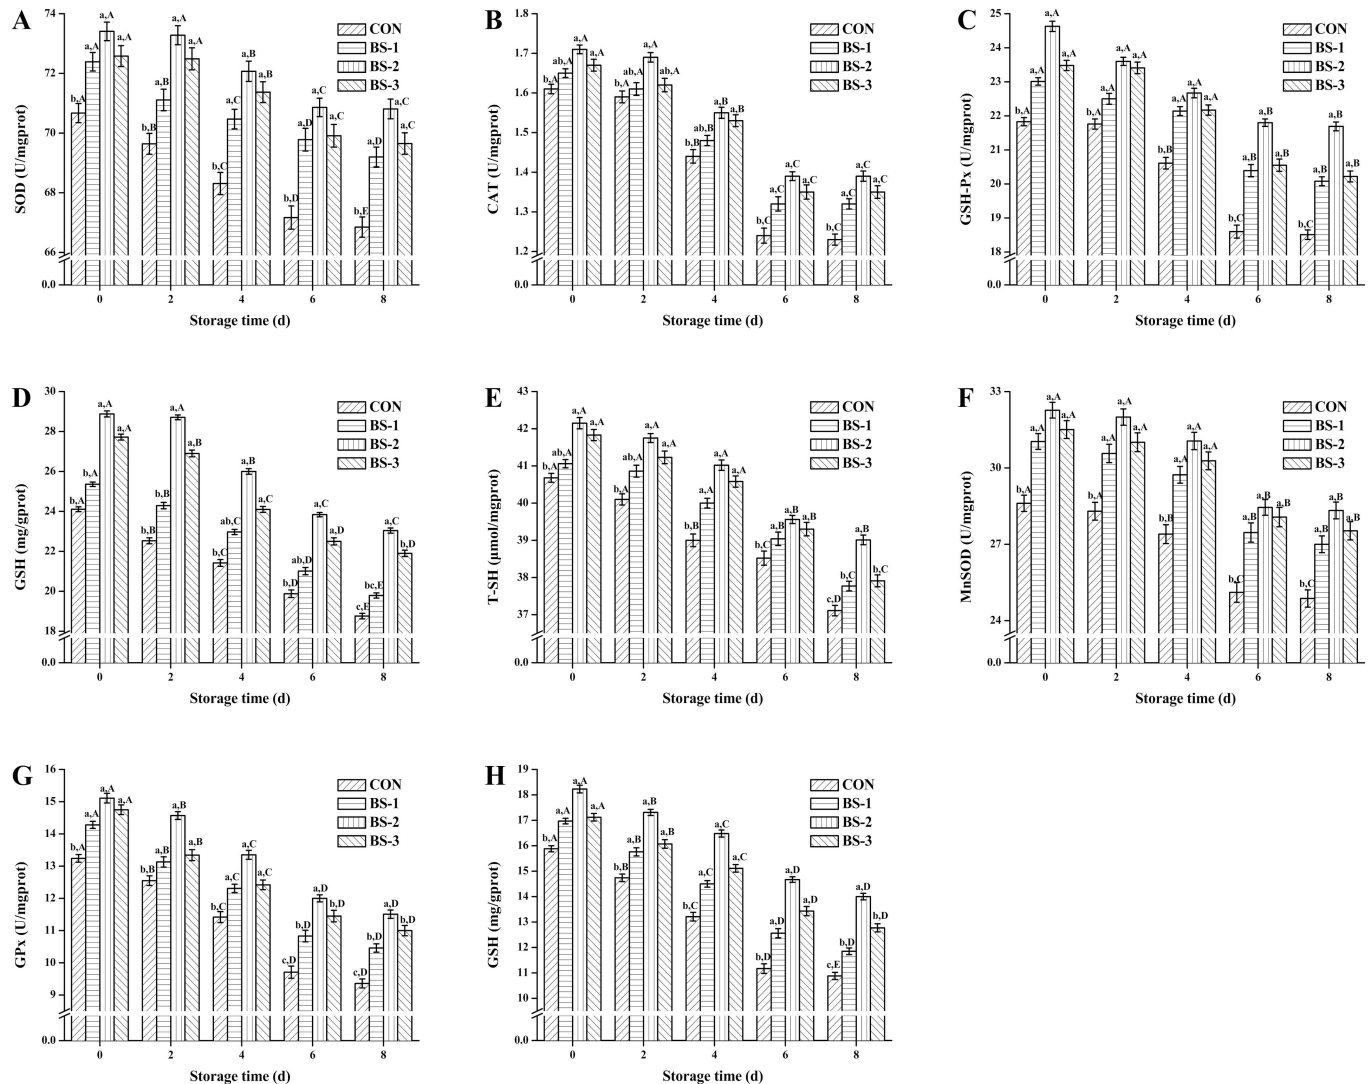 A
SOD (U/mgprot)
74
72
70
68
66
0.0
b,A
a,A
a,A
a,A
b,B
a,B
a,A
a,A
b,C
a,C
a,B
a,B
b,D
a,D
a,C
a,C
b,E
a,D
a,C
a,C
CON
BS-1
BS-2
BS-3
0 2 4 6 8
Storage time (d)
B
CAT (U/mgprot)
1.8
1.7
1.6
1.5
1.4
1.3
1.2
0.0
b,A
ab,A
a,A
a,A
b,A
ab,A
a,A
ab,A
b,B
ab,B
a,B
a,B
b,C
a,C
a,C
a,C
b,C
a,C
a,C
a,C
CON
BS-1
BS-2
BS-3
0 2 4 6 8
Storage time (d)
C
GSH-Px (U/mgprot)
25
24
23
22
21
20
19
18
0.0
b,A
a,A
a,A
a,A
b,A
a,A
a,A
a,A
b,B
a,A
a,A
a,A
b,C
a,B
a,B
a,B
b,C
a,B
a,B
a,B
CON
BS-1
BS-2
BS-3
0 2 4 6 8
Storage time (d)
D
GSH (mg/gprot)
30
28
26
24
22
20
18
0.0
b,A
b,A
a,A
a,A
b,B
b,B
a,A
a,B
b,C
ab,C
a,B
a,C
b,D
ab,D
a,C
a,D
c,E
bc,E
a,C
b,D
CON
BS-1
BS-2
BS-3
0 2 4 6 8
Storage time (d)
E
T-SH (μmol/mgprot)
43
42
41
40
39
38
37
0.0
b,A
ab,A
a,A
a,A
b,A
ab,A
a,A
a,A
b,B
a,A
a,A
a,A
b,B
a,B
a,B
a,B
c,D
b,C
a,B
b,C
CON
BS-1
BS-2
BS-3
0 2 4 6 8
Storage time (d)
F
MnSOD (U/mgprot)
33
30
27
24
0.0
b,A
a,A
a,A
a,A
b,A
a,A
a,A
a,A
b,B
a,A
a,A
a,A
b,C
a,B
a,B
a,B
b,C
a,B
a,B
a,B
CON
BS-1
BS-2
BS-3
0 2 4 6 8
Storage time (d)
G
GPx (U/mgprot)
16
15
14
13
12
11
10
9
0.0
b,A
a,A
a,A
a,A
b,B
a,B
a,B
a,B
b,C
a,C
a,C
a,C
c,D
b,D
a,D
b,D
c,D
b,D
a,D
b,D
CON
BS-1
BS-2
BS-3
0 2 4 6 8
Storage time (d)
H
GSH (mg/gprot)
19
18
17
16
15
14
13
12
11
10
0.0
b,A
a,A
a,A
a,A
b,B
a,B
a,B
a,B
b,C
a,C
a,C
a,C
b,D
a,D
a,D
a,D
c,E
b,D
a,D
b,D
CON
BS-1
BS-2
BS-3
0 2 4 6 8
Storage time (d)